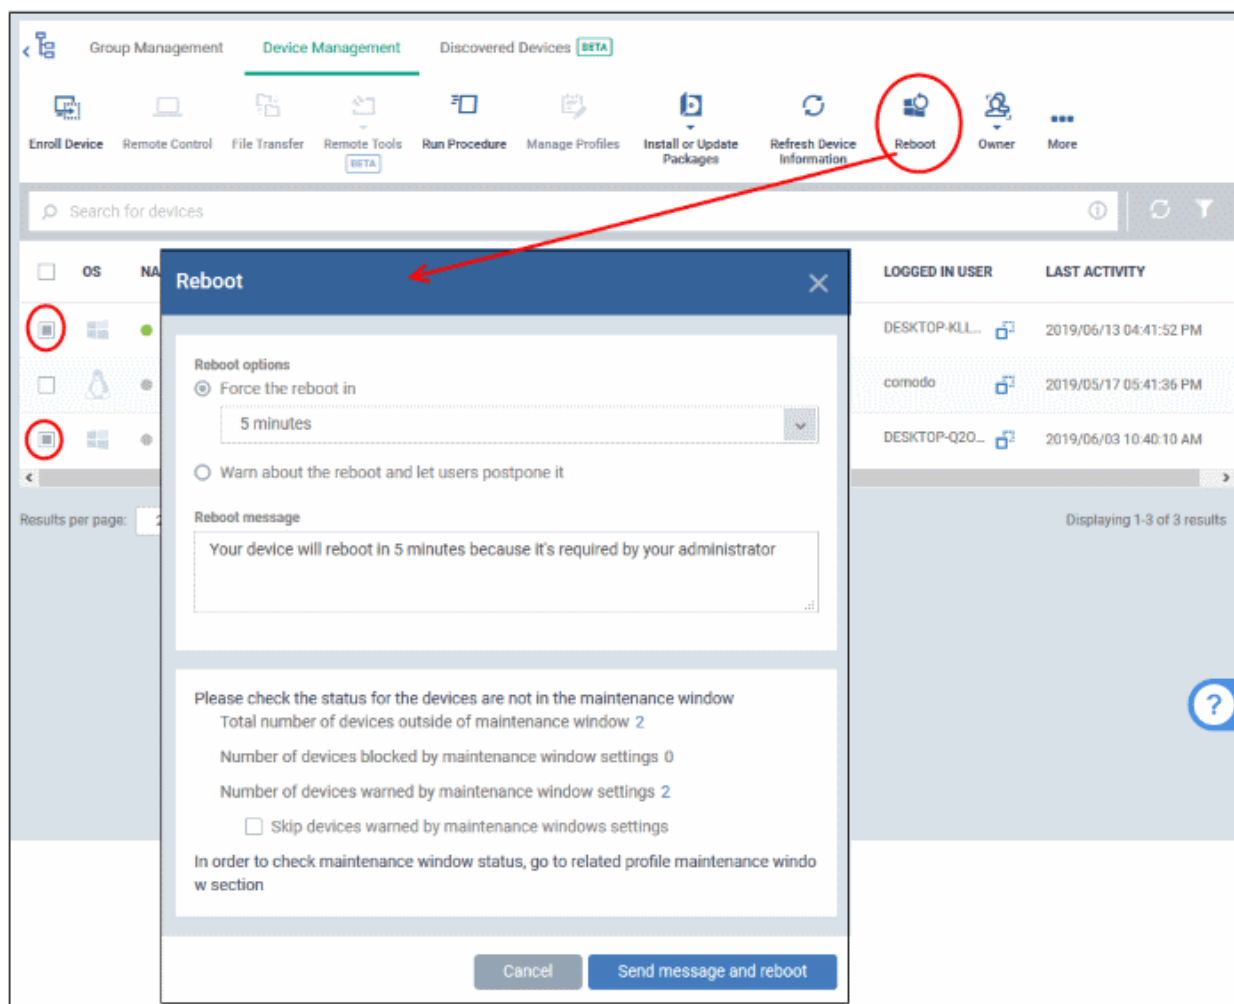 Group Management
Device Management
Discovered Devices BETA
Enroll Device
Remote Control
File Transfer
Remote Tools
BETA
Run Procedure
Manage Profiles
Install or Update
Packages
Refresh Device
Information
Reboot
Owner
More
Search for devices
OS
NA
LOGGED IN USER
LAST ACTIVITY
DESKTOP-KLL...
2019/06/13 04:41:52 PM
comodo
2019/05/17 05:41:36 PM
DESKTOP-Q2O...
2019/06/03 10:40:10 AM
Results per page:
Displaying 1-3 of 3 results
Reboot
Reboot options
Force the reboot in
5 minutes
Warn about the reboot and let users postpone it
Reboot message
Your device will reboot in 5 minutes because it's required by your administrator
Please check the status for the devices are not in the maintenance window
Total number of devices outside of maintenance window 2
Number of devices blocked by maintenance window settings 0
Number of devices warned by maintenance window settings 2
Skip devices warned by maintenance windows settings
In order to check maintenance window status, go to related profile maintenance windo
w section
Cancel
Send message and reboot
?